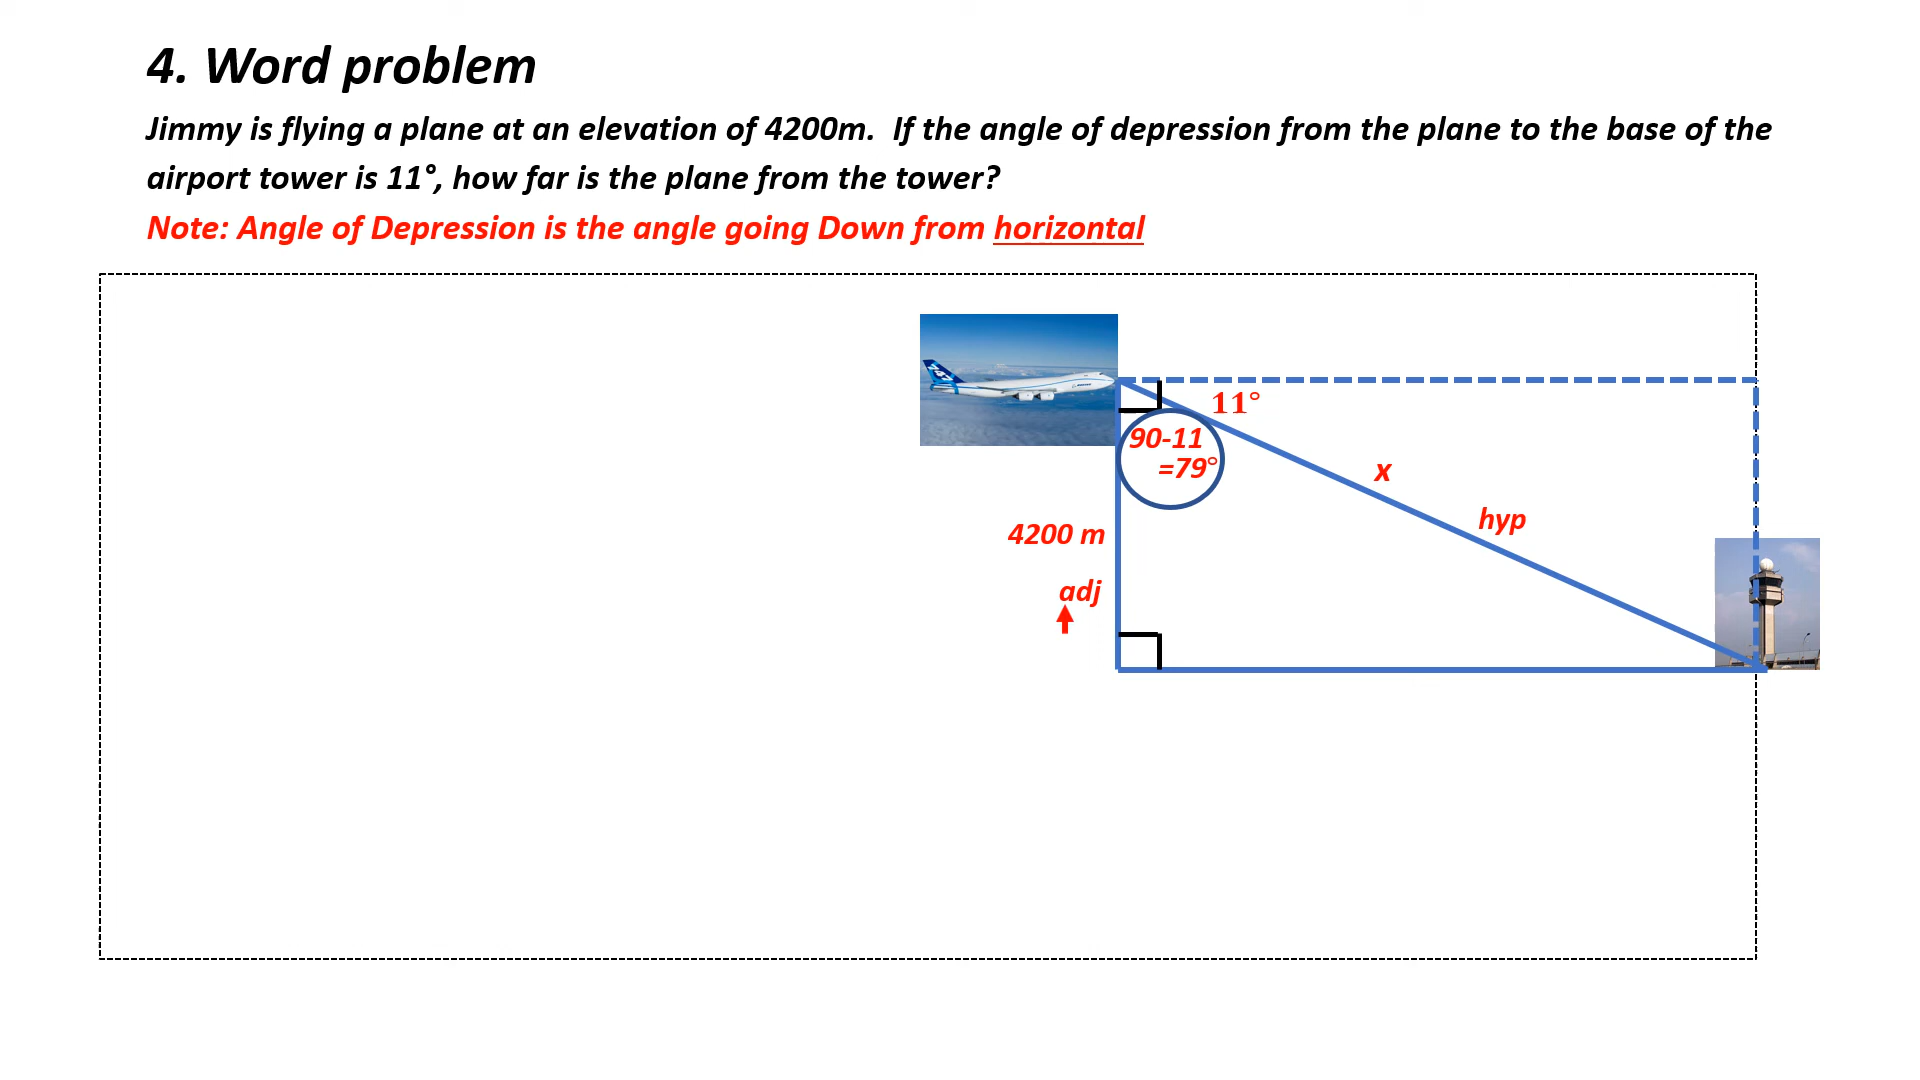 4. Word problem
Jimmy is flying a plane at an elevation of 4200m.  If the angle of depression from the plane to the base of the
airport tower is 11°, how far is the plane from the tower?
Note: Angle of Depression is the angle going Down from horizontal
11°
90-11
=79°
x
hyp
4200 m
adj